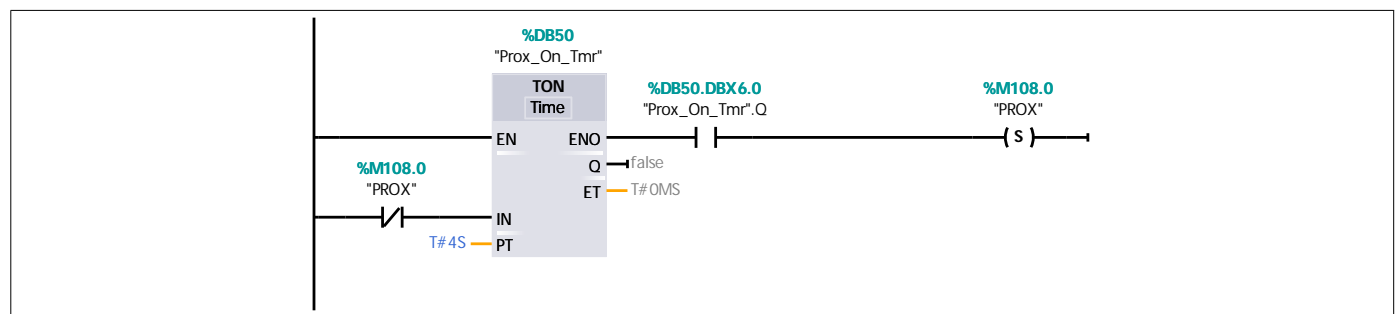 %DB50
"Prox_On_Tmr"
TON
Time
%DB50.DBX6.0
"Prox_On_Tmr".Q
%M108.0
"PROX"
EN
ENO
S
Q
false
%M108.0
"PROX"
ET
T#0MS
IN
T#4S
PT